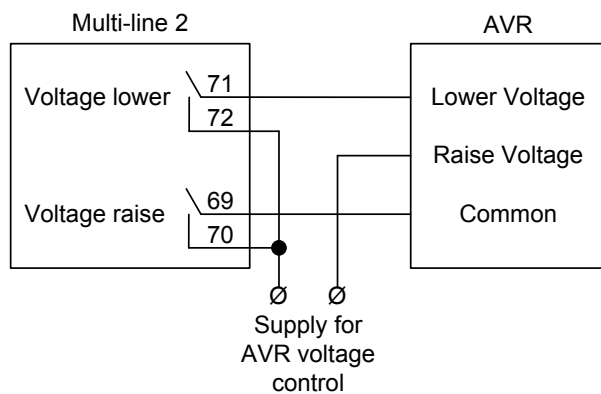 Multi-line 2
AVR
Voltage lower
71
72
Lower Voltage
Raise Voltage
Voltage raise
69
70
Common
Ø Ø
Supply for
AVR voltage
control